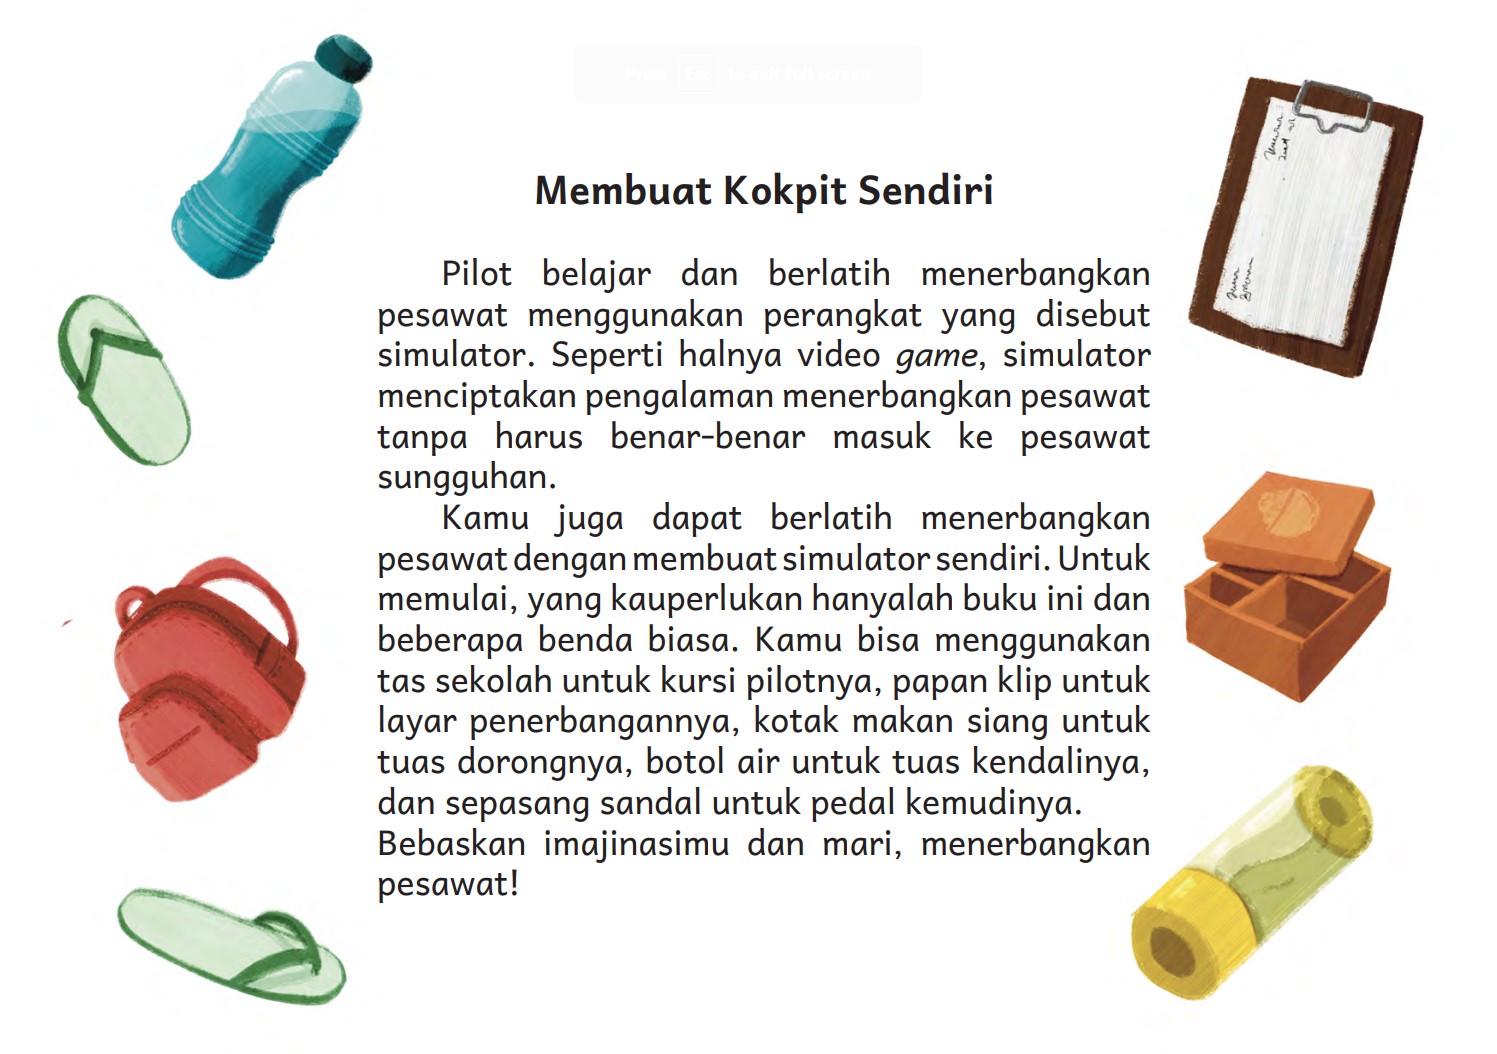 Press Esc to exit full screen
Membuat Kokpit Sendiri
Pilot belajar dan berlatih menerbangkan
pesawat menggunakan perangkat yang disebut
simulator. Seperti halnya video game, simulator
menciptakan pengalaman menerbangkan pesawat
tanpa harus benar-benar masuk ke pesawat
sungguhan.
Kamu juga dapat berlatih menerbangkan
pesawat dengan membuat simulator sendiri. Untuk
memulai, yang kauperlukan hanyalah buku ini dan
beberapa benda biasa. Kamu bisa menggunakan
tas sekolah untuk kursi pilotnya, papan klip untuk
layar penerbangannya, kotak makan siang untuk
tuas dorongnya, botol air untuk tuas kendalinya,
dan sepasang sandal untuk pedal kemudinya.
Bebaskan imajinasimu dan mari, menerbangkan
pesawat!